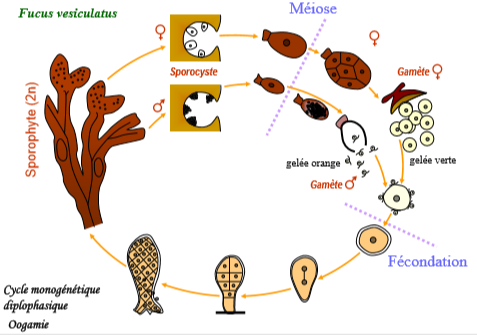 Fucus vesiculatus
Méiose
♀
♀
Sporocyste
Gamète ♀
Sporophyte (2n)
♂
gelée orange
gelée verte
Gamète ♂
Fécondation
Cycle monogénétique
diplophasique
Oogamie